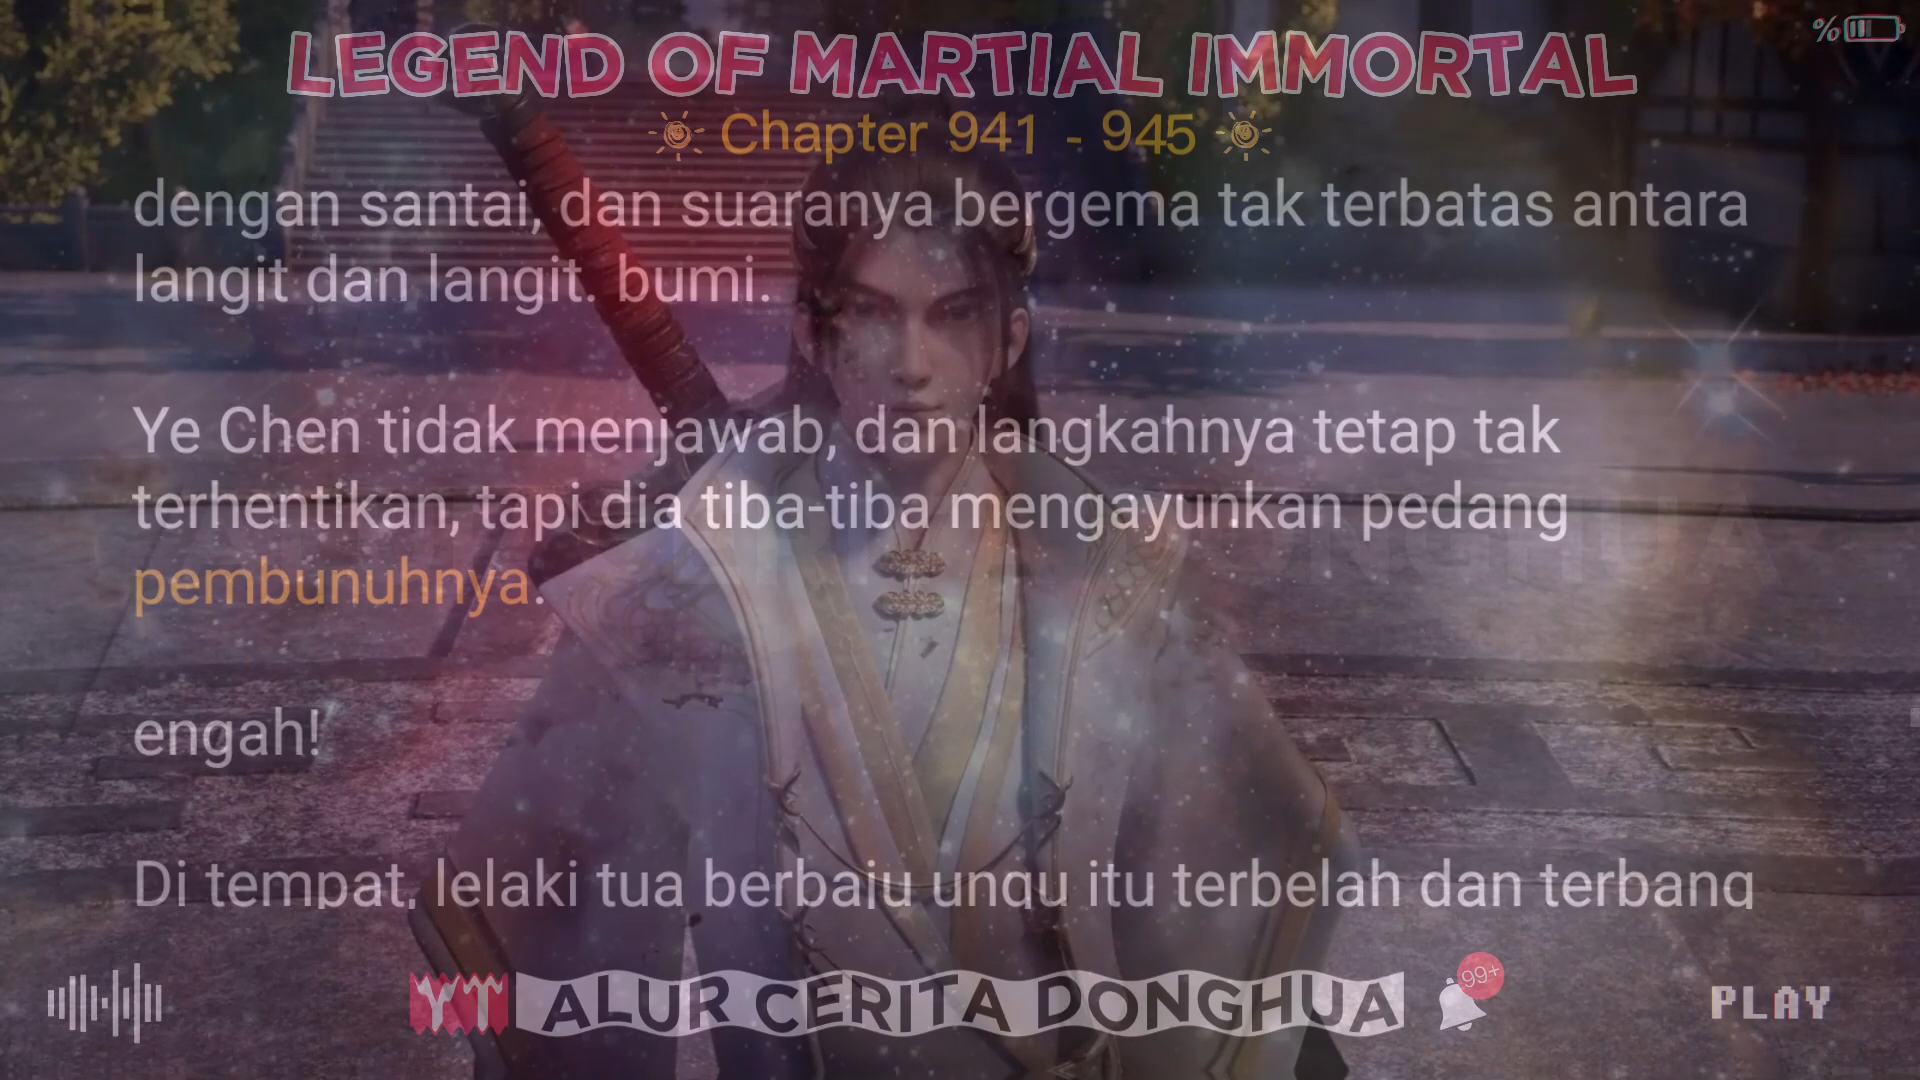 LEGEND OF MARTIAL IMMORTAL
%
Chapter 941 - 945
dengan santai, dan suaranya bergema tak terbatas antara
langit dan langit. bumi.
Ye Chen tidak menjawab, dan langkahnya tetap tak
terhentikan, tapi dia tiba-tiba mengayunkan pedang
pembunuhnya.
engah!
Di tempat, lelaki tua berbaju ungu itu terbelah dan terbang
YT ALUR CERITA DONGHUA 99+
PLAY